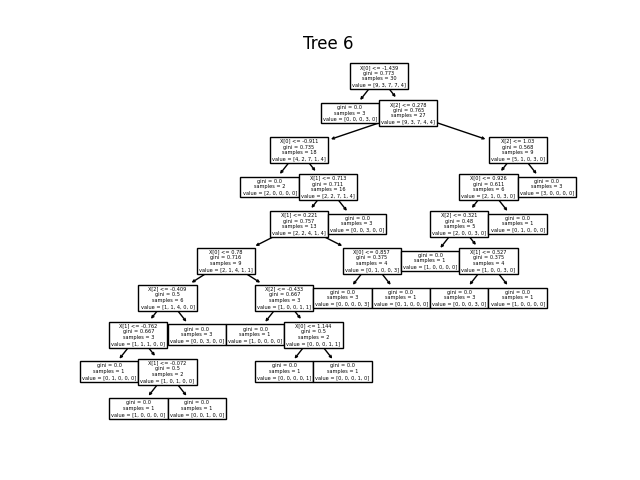 Tree 6
X[0] <= -1.439
gini = 0.773
samples = 30
value = [9, 3, 7, 7, 4]
gini = 0.0
samples = 3
value = [0, 0, 0, 3, 0]
X[2] <= 0.278
gini = 0.765
samples = 27
value = [9, 3, 7, 4, 4]
X[0] <= -0.911
gini = 0.735
samples = 18
value = [4, 2, 7, 1, 4]
X[2] <= 1.03
gini = 0.568
samples = 9
value = [5, 1, 0, 3, 0]
gini = 0.0
samples = 2
value = [2, 0, 0, 0, 0]
X[1] <= 0.713
gini = 0.711
samples = 16
value = [2, 2, 7, 1, 4]
X[0] <= 0.926
gini = 0.611
samples = 6
value = [2, 1, 0, 3, 0]
gini = 0.0
samples = 3
value = [3, 0, 0, 0, 0]
X[1] <= 0.221
gini = 0.757
samples = 13
value = [2, 2, 4, 1, 4]
gini = 0.0
samples = 3
value = [0, 0, 3, 0, 0]
X[2] <= 0.321
gini = 0.48
samples = 5
value = [2, 0, 0, 3, 0]
gini = 0.0
samples = 1
value = [0, 1, 0, 0, 0]
X[0] <= 0.78
gini = 0.716
samples = 9
value = [2, 1, 4, 1, 1]
X[0] <= 0.857
gini = 0.375
samples = 4
value = [0, 1, 0, 0, 3]
gini = 0.0
samples = 1
value = [1, 0, 0, 0, 0]
X[1] <= 0.527
gini = 0.375
samples = 4
value = [1, 0, 0, 3, 0]
X[2] <= -0.409
gini = 0.5
samples = 6
value = [1, 1, 4, 0, 0]
X[2] <= -0.433
gini = 0.667
samples = 3
value = [1, 0, 0, 1, 1]
gini = 0.0
samples = 3
value = [0, 0, 0, 0, 3]
gini = 0.0
samples = 1
value = [0, 1, 0, 0, 0]
gini = 0.0
samples = 3
value = [0, 0, 0, 3, 0]
gini = 0.0
samples = 1
value = [1, 0, 0, 0, 0]
X[1] <= -0.762
gini = 0.667
samples = 3
value = [1, 1, 1, 0, 0]
gini = 0.0
samples = 3
value = [0, 0, 3, 0, 0]
gini = 0.0
samples = 1
value = [1, 0, 0, 0, 0]
X[0] <= 1.144
gini = 0.5
samples = 2
value = [0, 0, 0, 1, 1]
gini = 0.0
samples = 1
value = [0, 1, 0, 0, 0]
X[1] <= -0.072
gini = 0.5
samples = 2
value = [1, 0, 1, 0, 0]
gini = 0.0
samples = 1
value = [0, 0, 0, 0, 1]
gini = 0.0
samples = 1
value = [0, 0, 0, 1, 0]
gini = 0.0
samples = 1
value = [1, 0, 0, 0, 0]
gini = 0.0
samples = 1
value = [0, 0, 1, 0, 0]